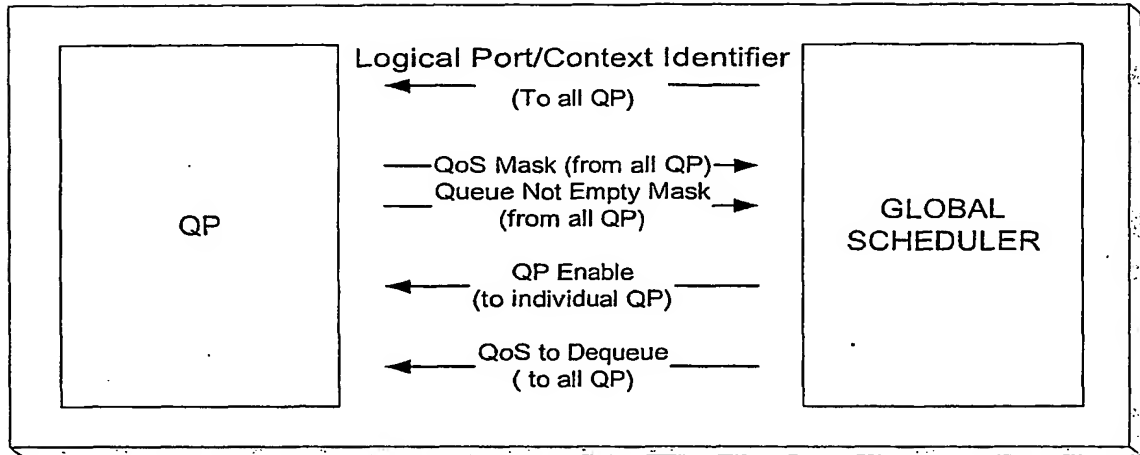 Logical Port/Context Identifier
(To all QP)
QoS Mask (from all QP)
Queue Not Empty Mask
(from all QP)
QP
GLOBAL
SCHEDULER
QP Enable
(to individual QP)
QoS to Dequeue
( to all QP)